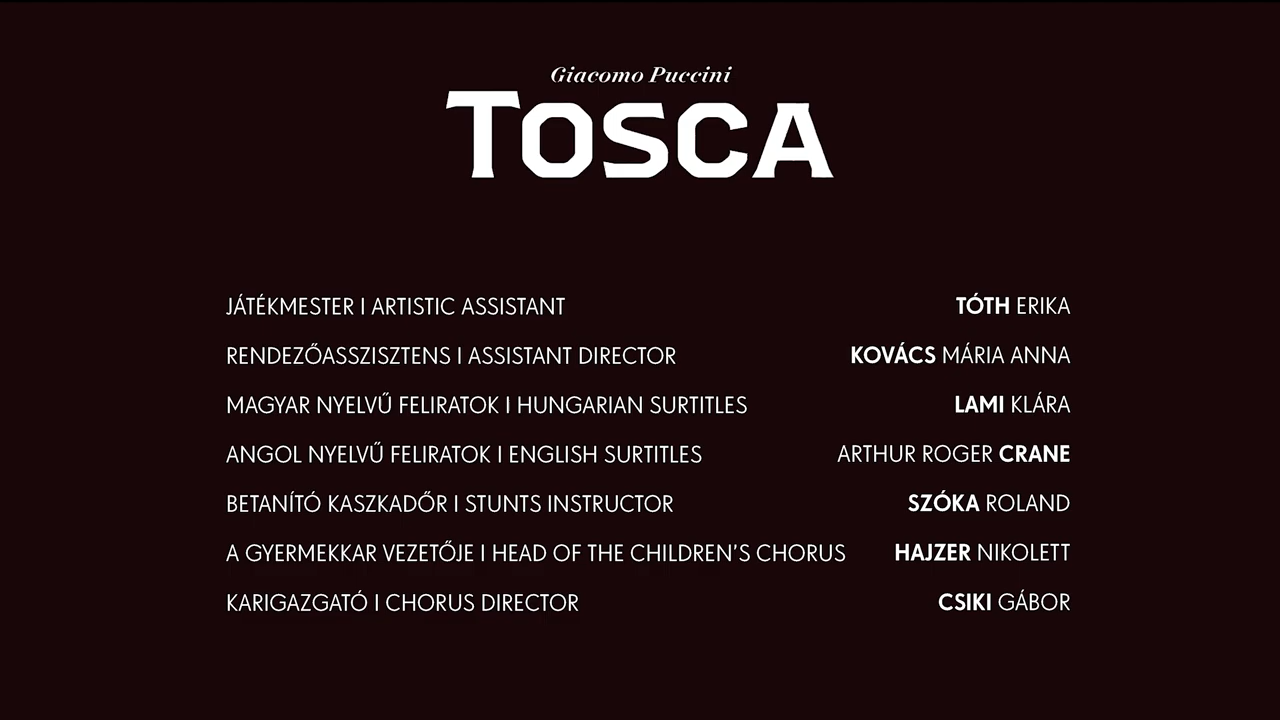 Giacomo Puccini
TOSCA
JÁTÉKMESTER I ARTISTIC ASSISTANT TÓTH ERIKA
RENDEZŐASSZISZTENS I ASSISTANT DIRECTOR KOVÁCS MÁRIA ANNA
MAGYAR NYELVŰ FELIRATOK I HUNGARIAN SURTITLES LAMI KLÁRA
ANGOL NYELVŰ FELIRATOK I ENGLISH SURTITLES ARTHUR ROGER CRANE
BETANÍTÓ KASZKADŐR I STUNTS INSTRUCTOR SZÓKA ROLAND
A GYERMEKKAR VEZETŐJE I HEAD OF THE CHILDREN'S CHORUS HAJZER NIKOLETT
KARIGAZGATÓ I CHORUS DIRECTOR CSIKI GÁBOR